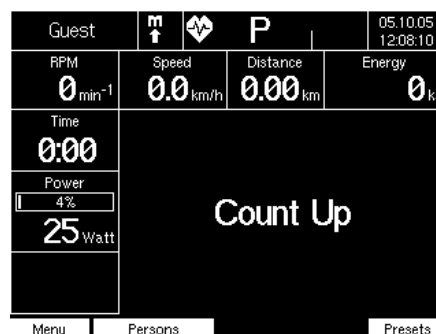 Guest
m
P
05.10.05
12:08:10
RPM
0 min-1
Speed
0.0 km/h
Distance
0.00 km
Energy
0 k
Time
0:00
Power
4%
25 Watt
Count Up
Menu
Persons
Presets